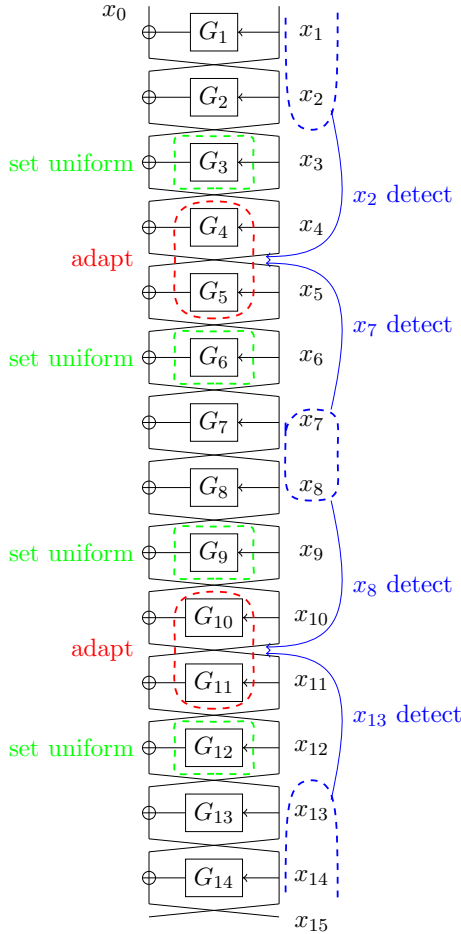 x₀
G₁ x₁
G₂ x₂
set uniform G₃ x₃
x₂ detect
G₄ x₄
adapt
G₅ x₅
x₇ detect
set uniform G₆ x₆
G₇ x₇
G₈ x₈
set uniform G₉ x₉
x₈ detect
G₁₀ x₁₀
adapt
G₁₁ x₁₁
x₁₃ detect
set uniform G₁₂ x₁₂
G₁₃ x₁₃
G₁₄ x₁₄
x₁₅